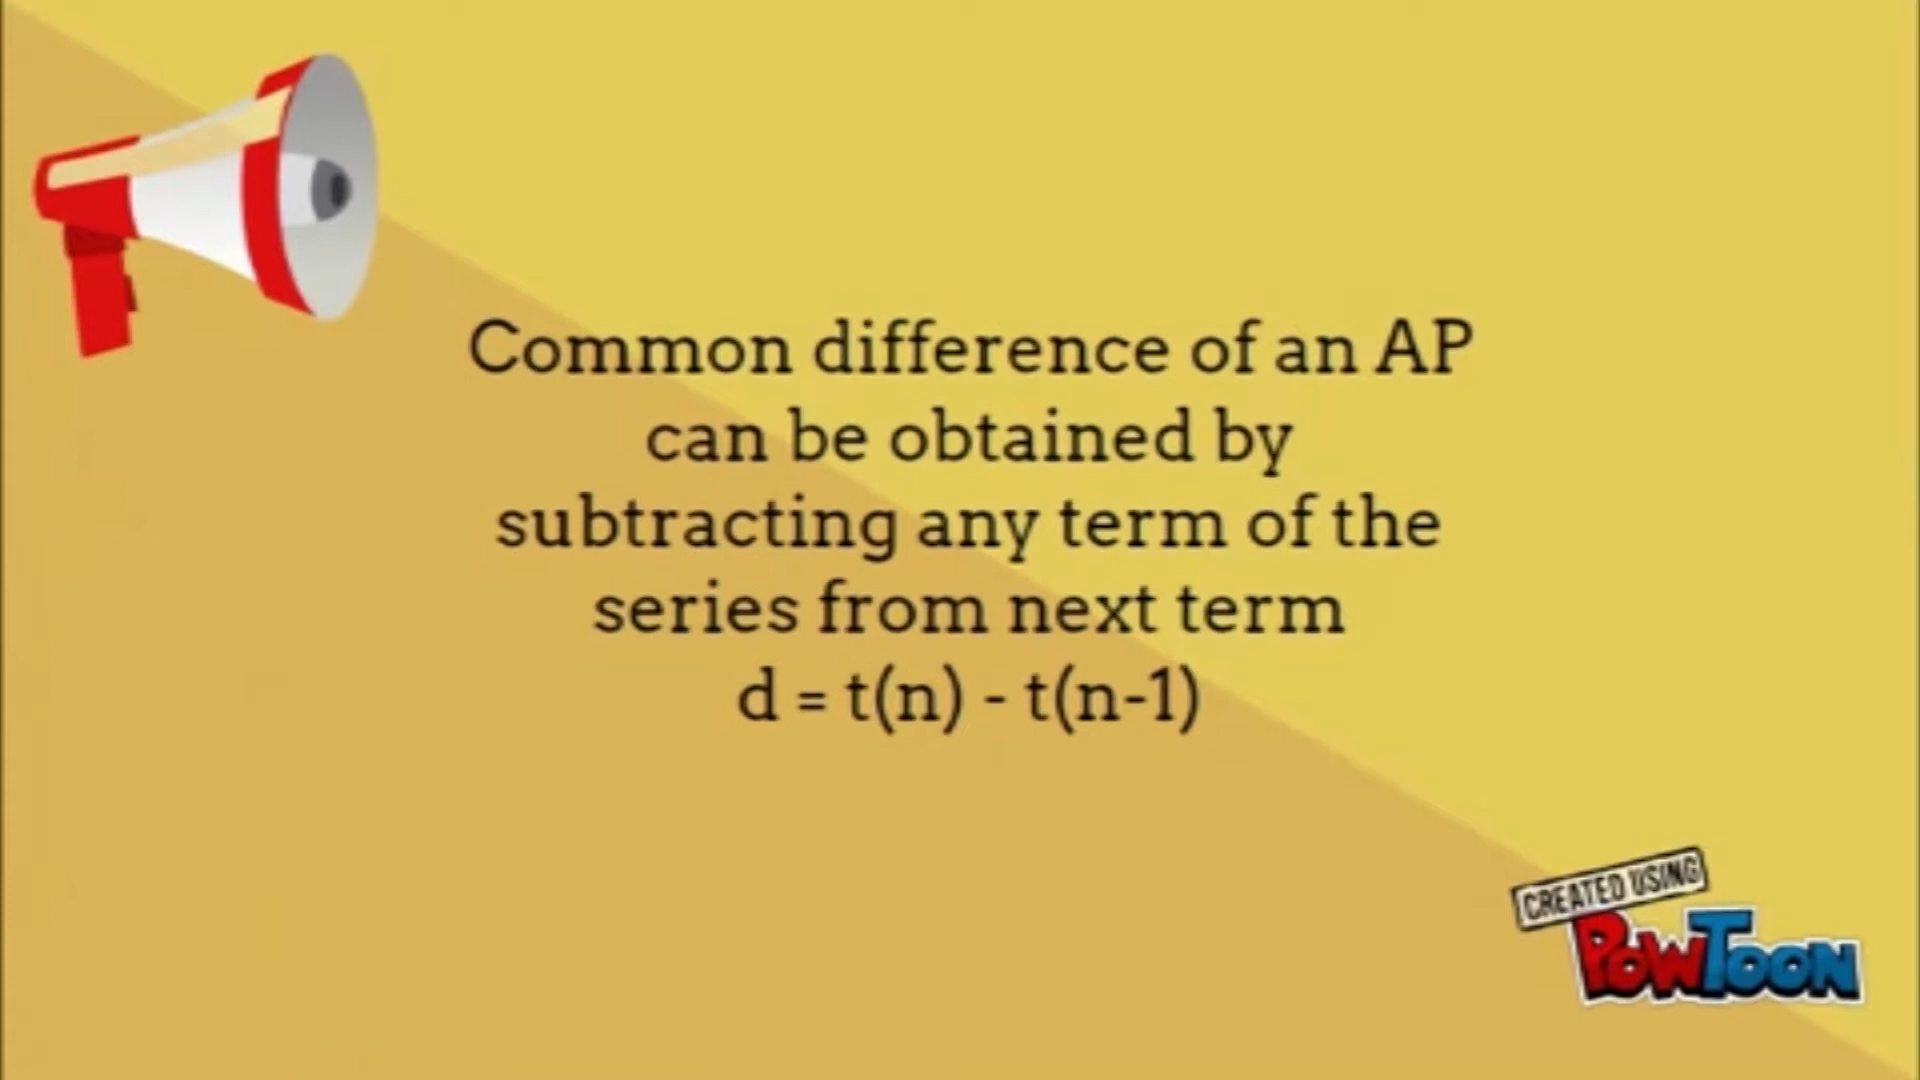 Common difference of an AP
can be obtained by
subtracting any term of the
series from next term
d = t(n) - t(n-1)
CREATED USING
POWTOON